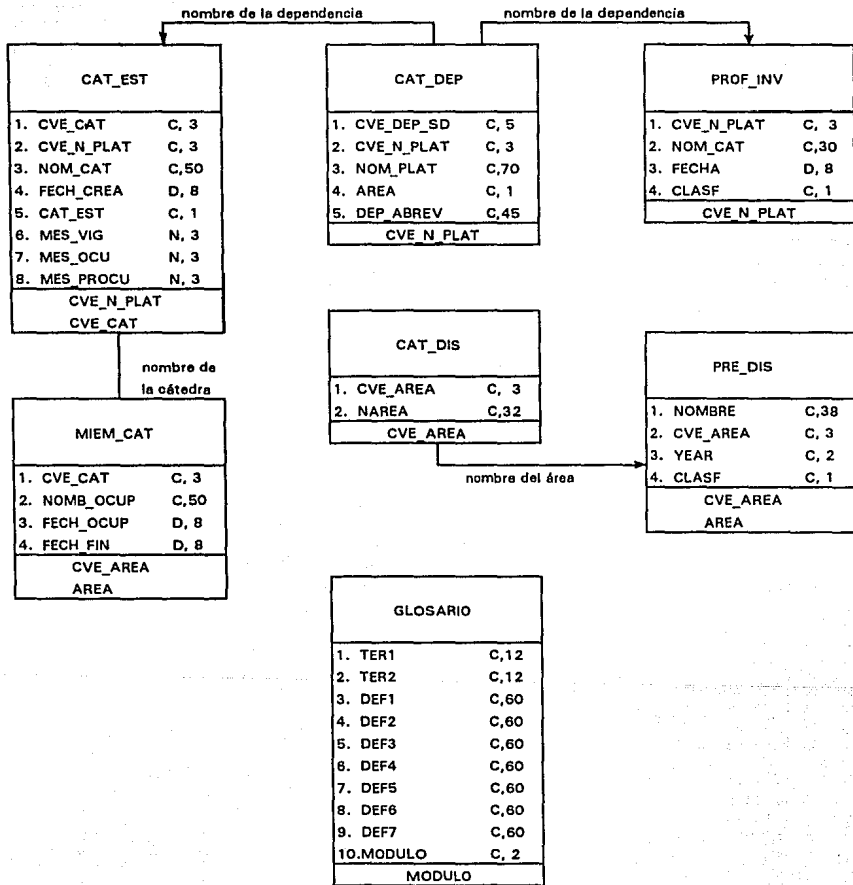 nombre de la dependencia
nombre de la dependencia
CAT_EST
1. CVE_CAT C, 3
2. CVE_N_PLAT C, 3
3. NOM_CAT C,50
4. FECH_CREA D, 8
5. CAT_EST C, 1
6. MES_VIG N, 3
7. MES_OCU N, 3
8. MES_PROCU N, 3
CVE_N_PLAT
CVE_CAT
CAT_DEP
1. CVE_DEP_SD C, 5
2. CVE_N_PLAT C, 3
3. NOM_PLAT C,70
4. AREA C, 1
5. DEP_ABREV C,45
CVE_N_PLAT
PROF_INV
1. CVE_N_PLAT C, 3
2. NOM_CAT C,30
3. FECHA D, 8
4. CLASF C, 1
CVE_N_PLAT
nombre de
la cátedra
MIEM_CAT
1. CVE_CAT C, 3
2. NOMB_OCUP C,50
3. FECH_OCUP D, 8
4. FECH_FIN D, 8
CVE_AREA
AREA
CAT_DIS
1. CVE_AREA C, 3
2. NAREA C,32
CVE_AREA
nombre del área
PRE_DIS
1. NOMBRE C,38
2. CVE_AREA C, 3
3. YEAR C, 2
4. CLASF C, 1
CVE_AREA
AREA
GLOSARIO
1. TER1 C,12
2. TER2 C,12
3. DEF1 C,60
4. DEF2 C,60
5. DEF3 C,60
6. DEF4 C,60
7. DEF5 C,60
8. DEF6 C,60
9. DEF7 C,60
10.MODULO C, 2
MODULO